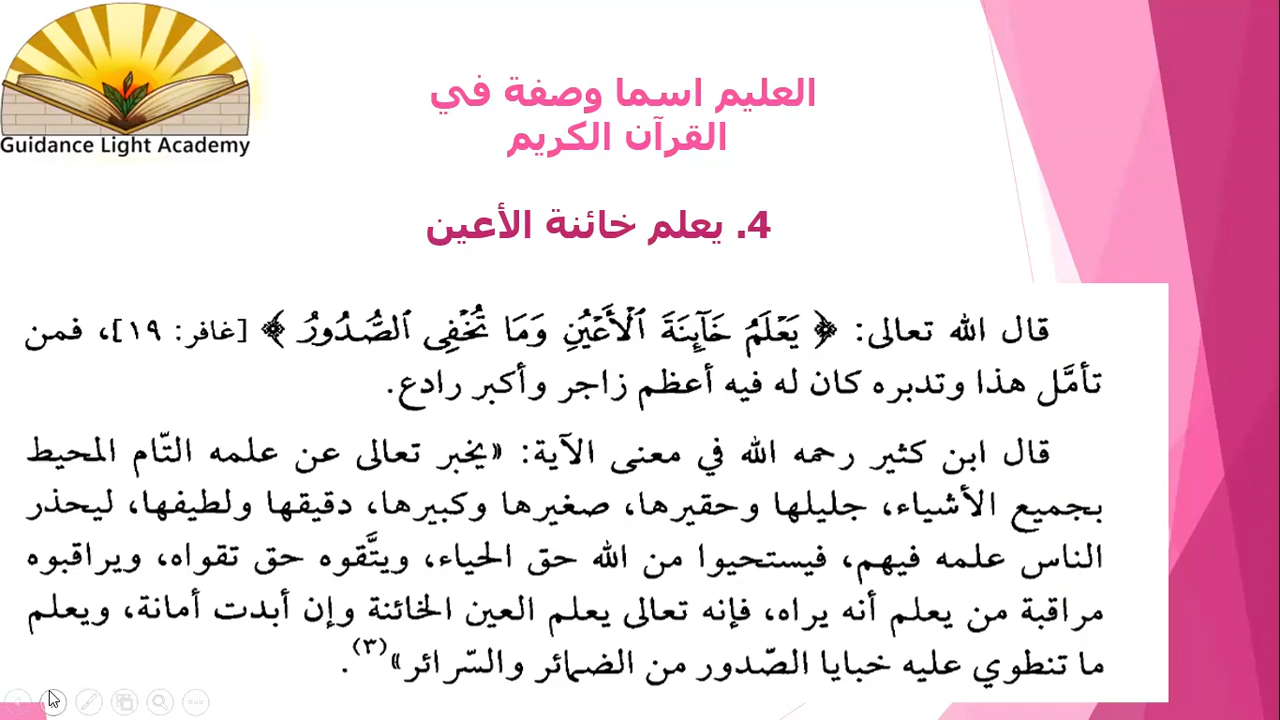 Guidance Light Academy
العليم اسما وصفة في
القرآن الكريم
4. يعلم خائنة الأعين
قال الله تعالى: ﴿ يَعْلَمُ خَآئِنَةَ ٱلْأَعْيُنِ وَمَا تُخْفِى ٱلصُّدُورُ ﴾ [غافر: ١٩]، فمن
تأمَّل هذا وتدبره كان له فيه أعظم زاجر وأكبر رادع.
قال ابن كثير رحمه الله في معنى الآية: «يخبر تعالى عن علمه التّام المحيط
بجميع الأشياء، جليلها وحقيرها، صغيرها وكبيرها، دقيقها ولطيفها، ليحذر
الناس علمه فيهم، فيستحيوا من الله حق الحياء، ويتَّقوه حق تقواه، ويراقبوه
مراقبة من يعلم أنه يراه، فإنه تعالى يعلم العين الخائنة وإن أبدت أمانة، ويعلم
ما تنطوي عليه خبايا الصّدور من الضمائر والسّرائر»(٣).